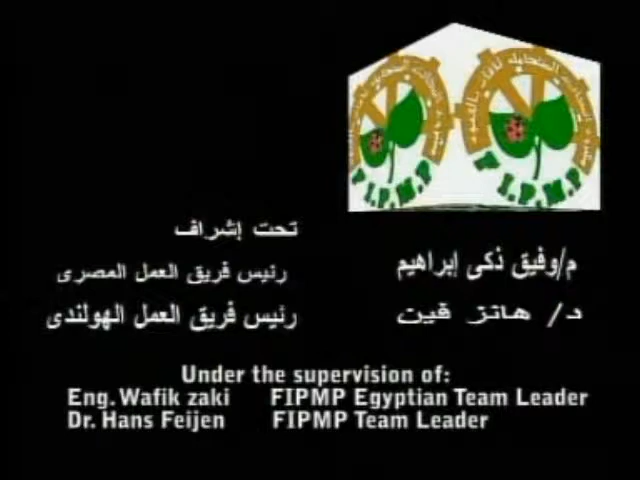 F.I.P.M.P
F.I.P.M.P
تحت إشراف
م/وفيق زكى إبراهيم رئيس فريق العمل المصرى
د/ هانز فين رئيس فريق العمل الهولندى
Under the supervision of:
Eng. Wafik zaki FIPMP Egyptian Team Leader
Dr. Hans Feijen FIPMP Team Leader